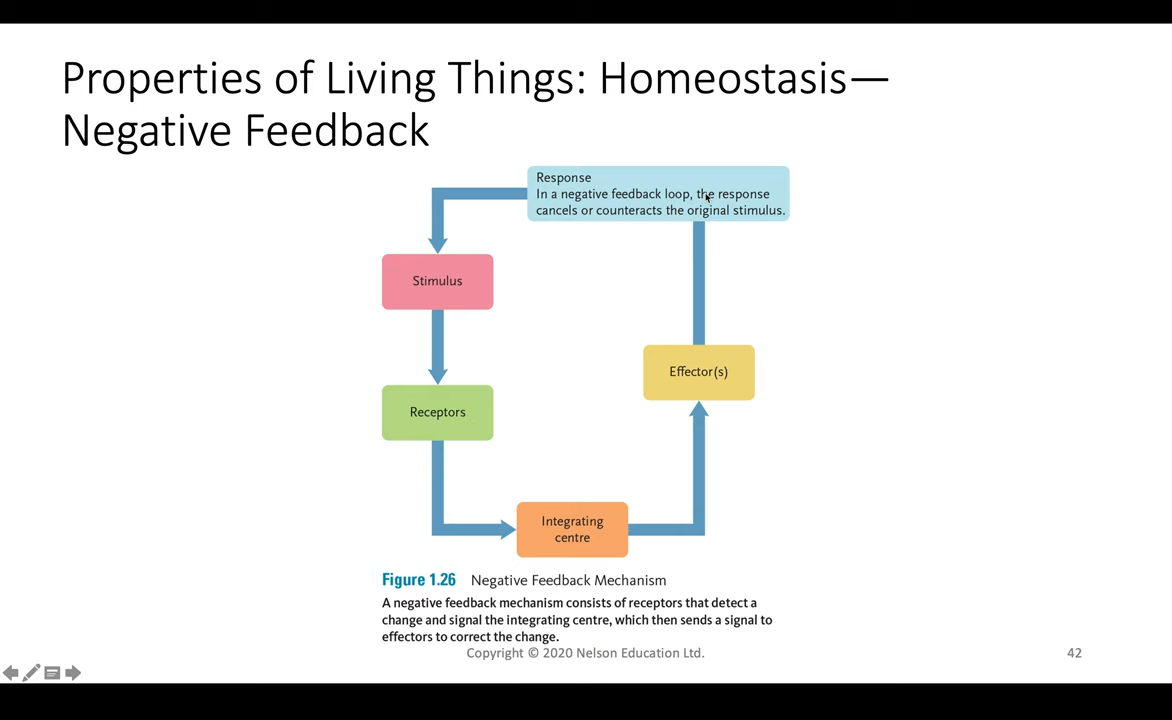 Properties of Living Things: Homeostasis—
Negative Feedback
Response
In a negative feedback loop, the response
cancels or counteracts the original stimulus.
Stimulus
Effector(s)
Receptors
Integrating
centre
Figure 1.26 Negative Feedback Mechanism
A negative feedback mechanism consists of receptors that detect a
change and signal the integrating centre, which then sends a signal to
effectors to correct the change.
Copyright © 2020 Nelson Education Ltd.
42